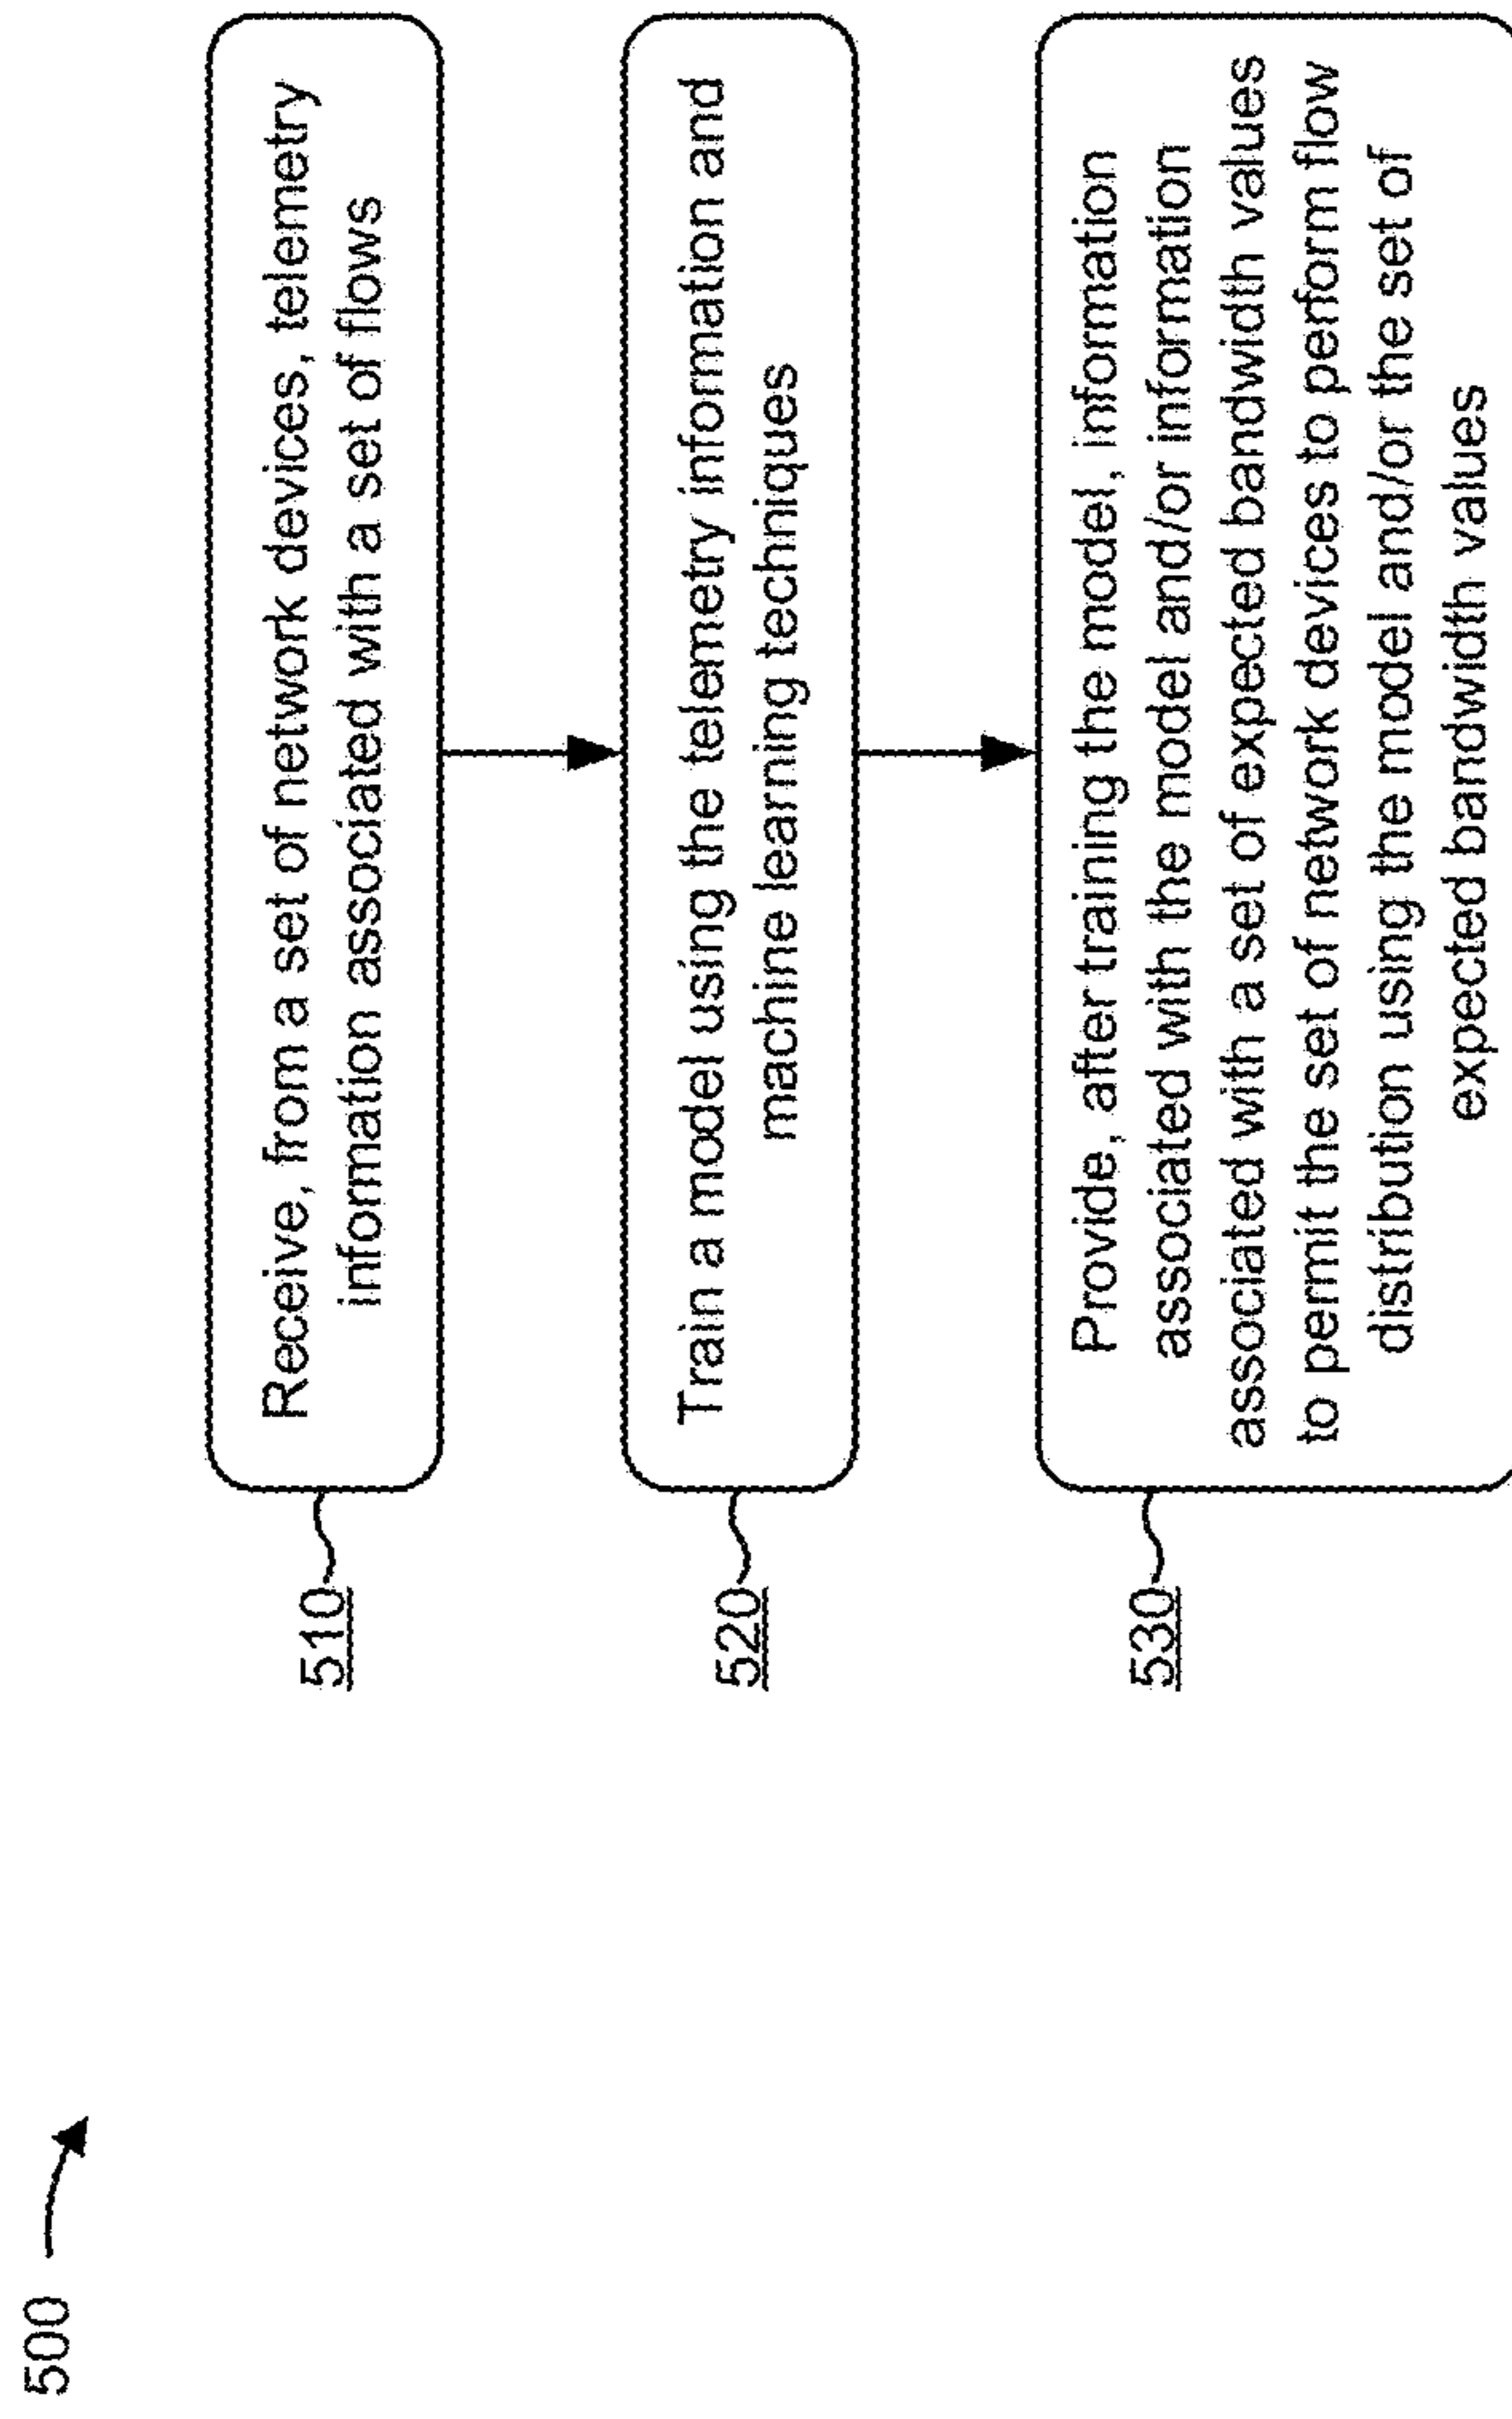 500
510
Receive, from a set of network devices, telemetry
information associated with a set of flows
520
Train a model using the telemetry information and
machine learning techniques
530
Provide, after training the model, information
associated with the model and/or information
associated with a set of expected bandwidth values
to permit the set of network devices to perform flow
distribution using the model and/or the set of
expected bandwidth values